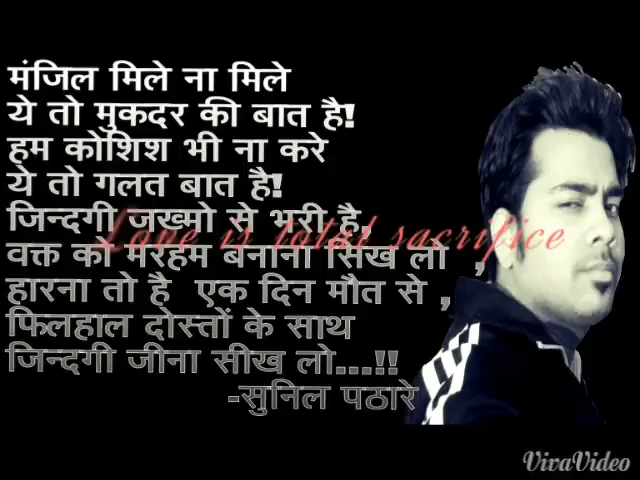 मंजिल मिले ना मिले
ये तो मुकदर की बात है!
हम कोशिश भी ना करे
ये तो गलत बात है!
जिन्दगी जख्मो से भरी है,
Love is total sacrifice
वक्त को मरहम बनाना सिख लो ,
हारना तो है एक दिन मौत से ,
फिलहाल दोस्तों के साथ
जिन्दगी जीना सीख लो...!!
-सुनिल पठारे
VivaVideo